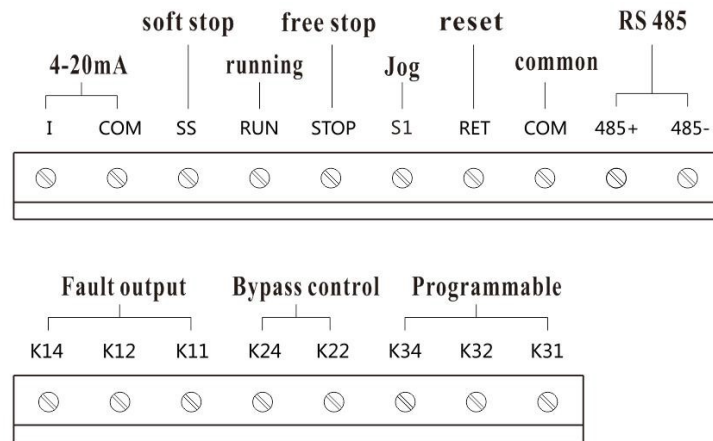 soft stop free stop reset RS 485
4-20mA running Jog common
I COM SS RUN STOP S1 RET COM 485+ 485-
Fault output Bypass control Programmable
K14 K12 K11 K24 K22 K34 K32 K31